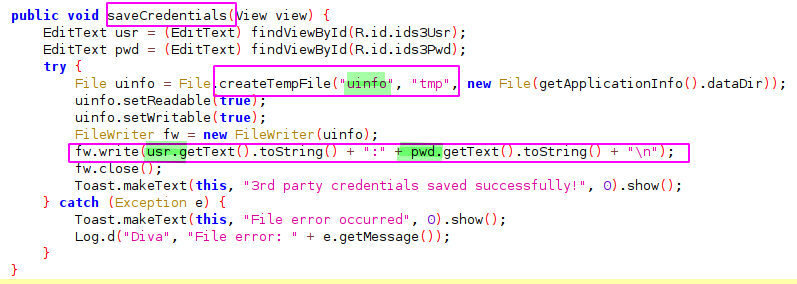 public void saveCredentials(View view) {
EditText usr = (EditText) findViewById(R.id.ids3Usr);
EditText pwd = (EditText) findViewById(R.id.ids3Pwd);
try {
File uinfo = File.createTempFile("uinfo", "tmp", new File(getApplicationInfo().dataDir));
uinfo.setReadable(true);
uinfo.setWritable(true);
FileWriter fw = new FileWriter(uinfo);
fw.write(usr.getText().toString() + ":" + pwd.getText().toString() + "\n");
fw.close();
Toast.makeText(this, "3rd party credentials saved successfully!", 0).show();
} catch (Exception e) {
Toast.makeText(this, "File error occurred", 0).show();
Log.d("Diva", "File error: " + e.getMessage());
}
}